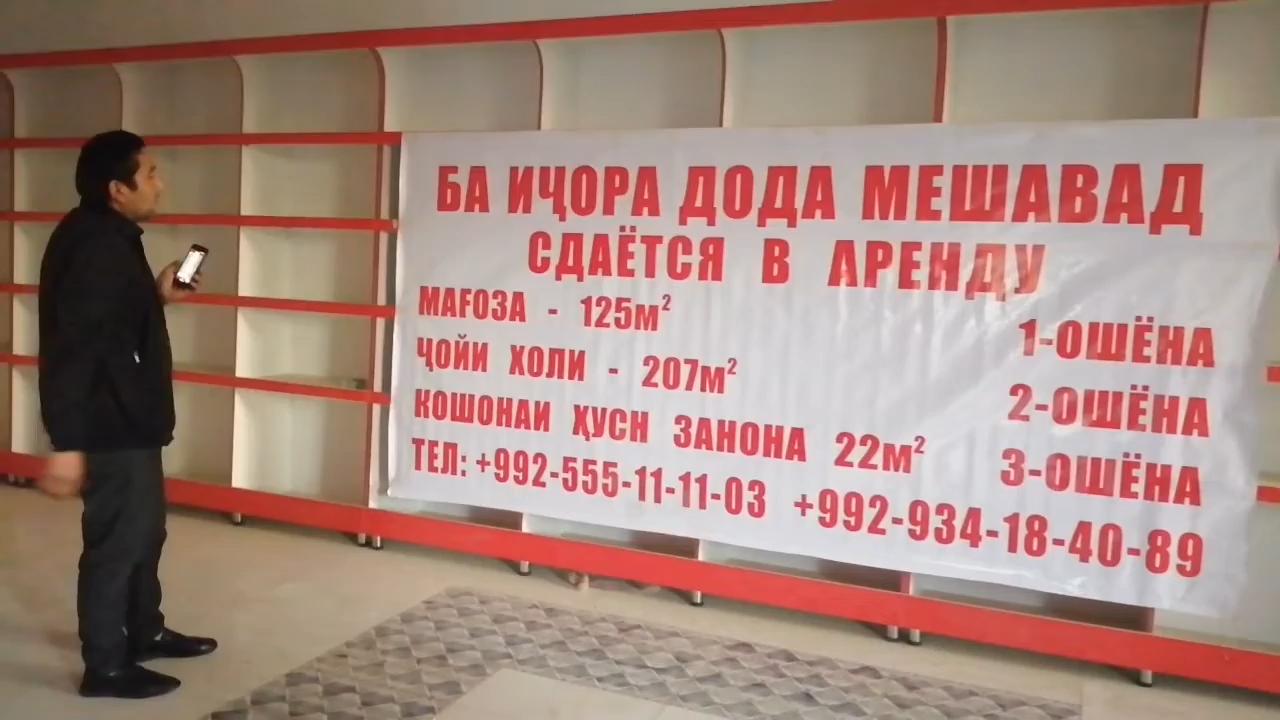 БА ИҶОРА ДОДА МЕШАВАД
СДАЁТСЯ В АРЕНДУ
МАҒОЗА - 125м² 1-ОШЁНА
ҶОЙИ ХОЛИ - 207м² 2-ОШЁНА
КОШОНАИ ҲУСН ЗАНОНА 22м² 3-ОШЁНА
ТЕЛ: +992-555-11-11-03 +992-934-18-40-89